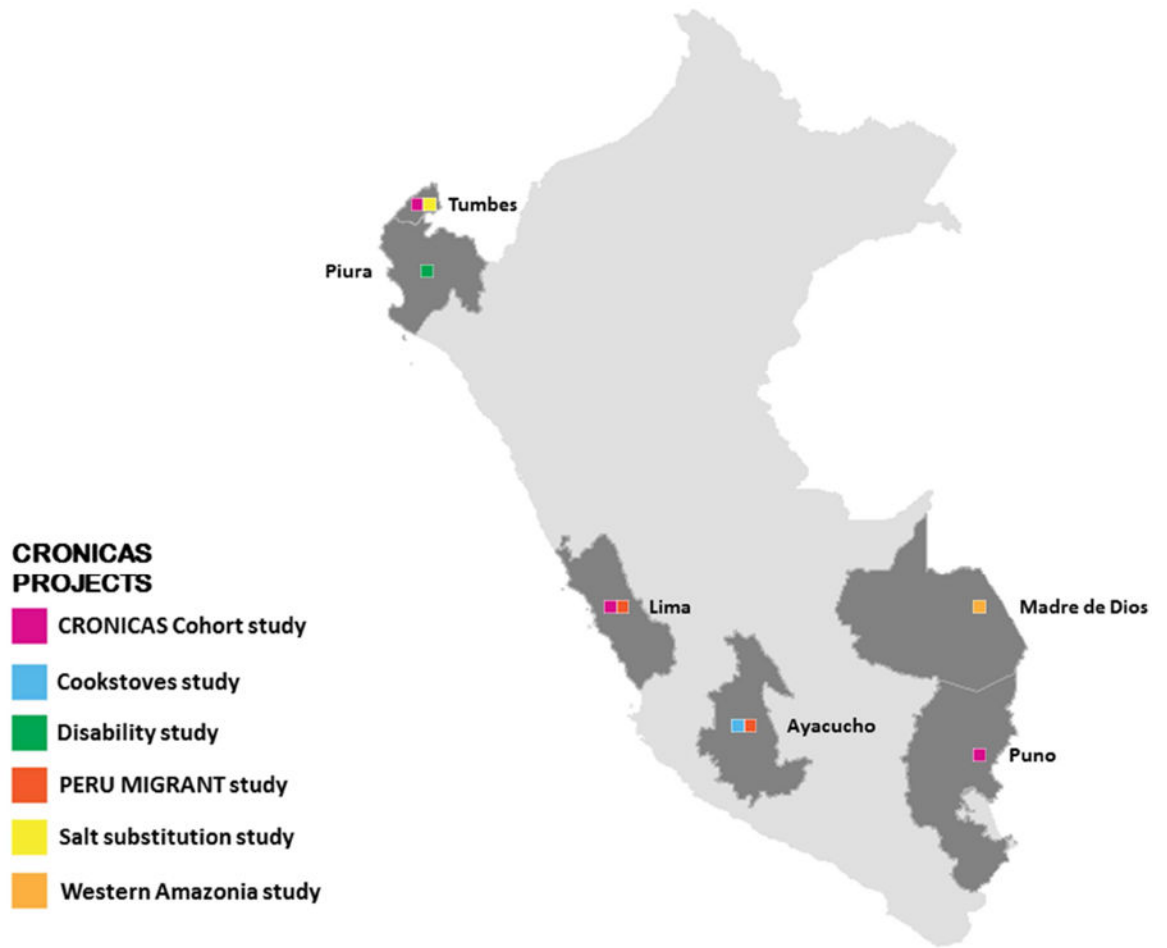 Tumbes
Piura
Lima
Madre de Dios
Ayacucho
Puno
CRONICAS
PROJECTS
CRONICAS Cohort study
Cookstoves study
Disability study
PERU MIGRANT study
Salt substitution study
Western Amazonia study